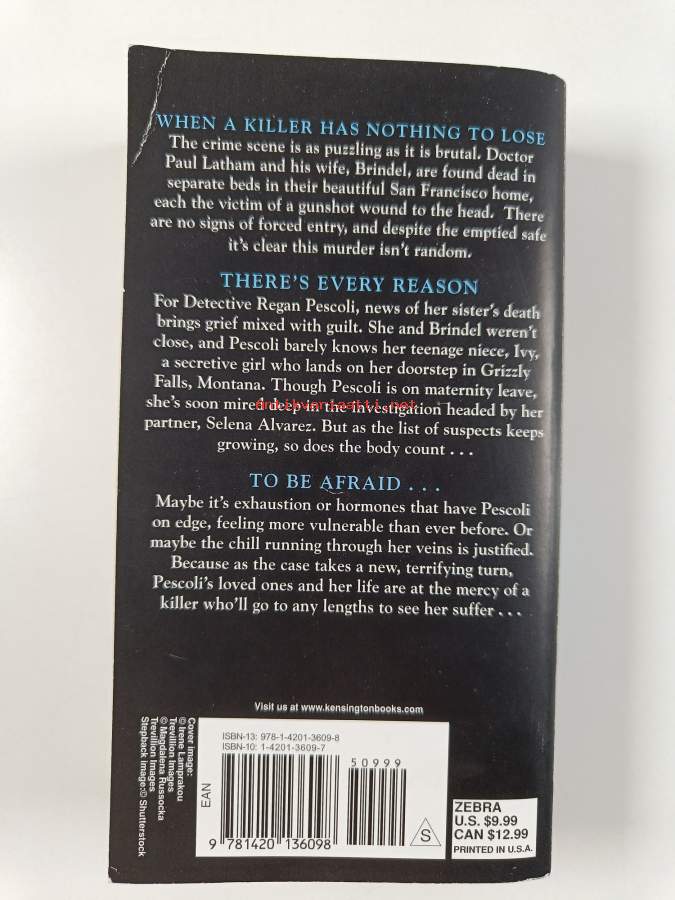 WHEN A KILLER HAS NOTHING TO LOSE
The crime scene is as puzzling as it is brutal. Doctor
Paul Latham and his wife, Brindel, are found dead in
separate beds in their beautiful San Francisco home,
each the victim of a gunshot wound to the head. There
are no signs of forced entry, and despite the emptied safe
it's clear this murder isn't random.
THERE'S EVERY REASON
For Detective Regan Pescoli, news of her sister's death
brings grief mixed with guilt. She and Brindel weren't
close, and Pescoli barely knows her teenage niece, Ivy,
a secretive girl who lands on her doorstep in Grizzly
Falls, Montana. Though Pescoli is on maternity leave,
she's soon mired deep in the investigation headed by her
antikvariaatti.net
partner, Selena Alvarez. But as the list of suspects keeps
growing, so does the body count . . .
TO BE AFRAID . . .
Maybe it's exhaustion or hormones that have Pescoli
on edge, feeling more vulnerable than ever before. Or
maybe the chill running through her veins is justified.
Because as the case takes a new, terrifying turn,
Pescoli's loved ones and her life are at the mercy of a
killer who'll go to any lengths to see her suffer . . .
Visit us at www.kensingtonbooks.com
Cover image:
© Irene Lamprakou
Trevillion Images
© Magdalena Russocka
Trevillion Images
Stepback image:© Shutterstock
ISBN-13: 978-1-4201-3609-8
ISBN-10: 1-4201-3609-7
50999
EAN
9 781420 136098
S
ZEBRA
U.S. $9.99
CAN $12.99
PRINTED IN U.S.A.